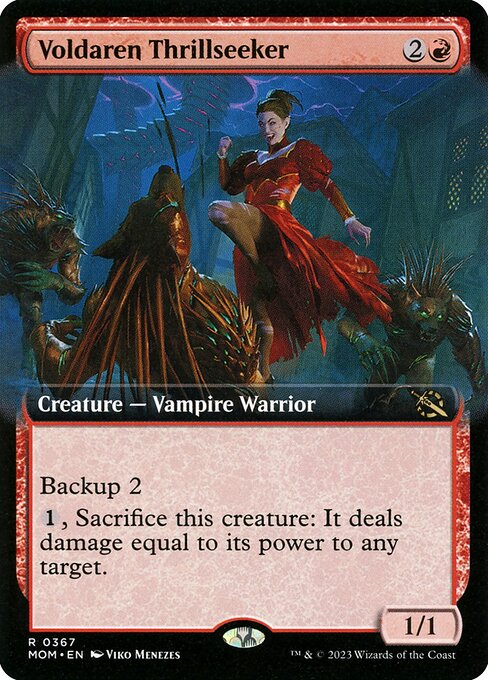 Voldaren Thrillseeker 2
Creature — Vampire Warrior
Backup 2
1, Sacrifice this creature: It deals
damage equal to its power to any
target.
1/1
R 0367
MOM • EN Viko Menezes
™ & © 2023 Wizards of the Coast